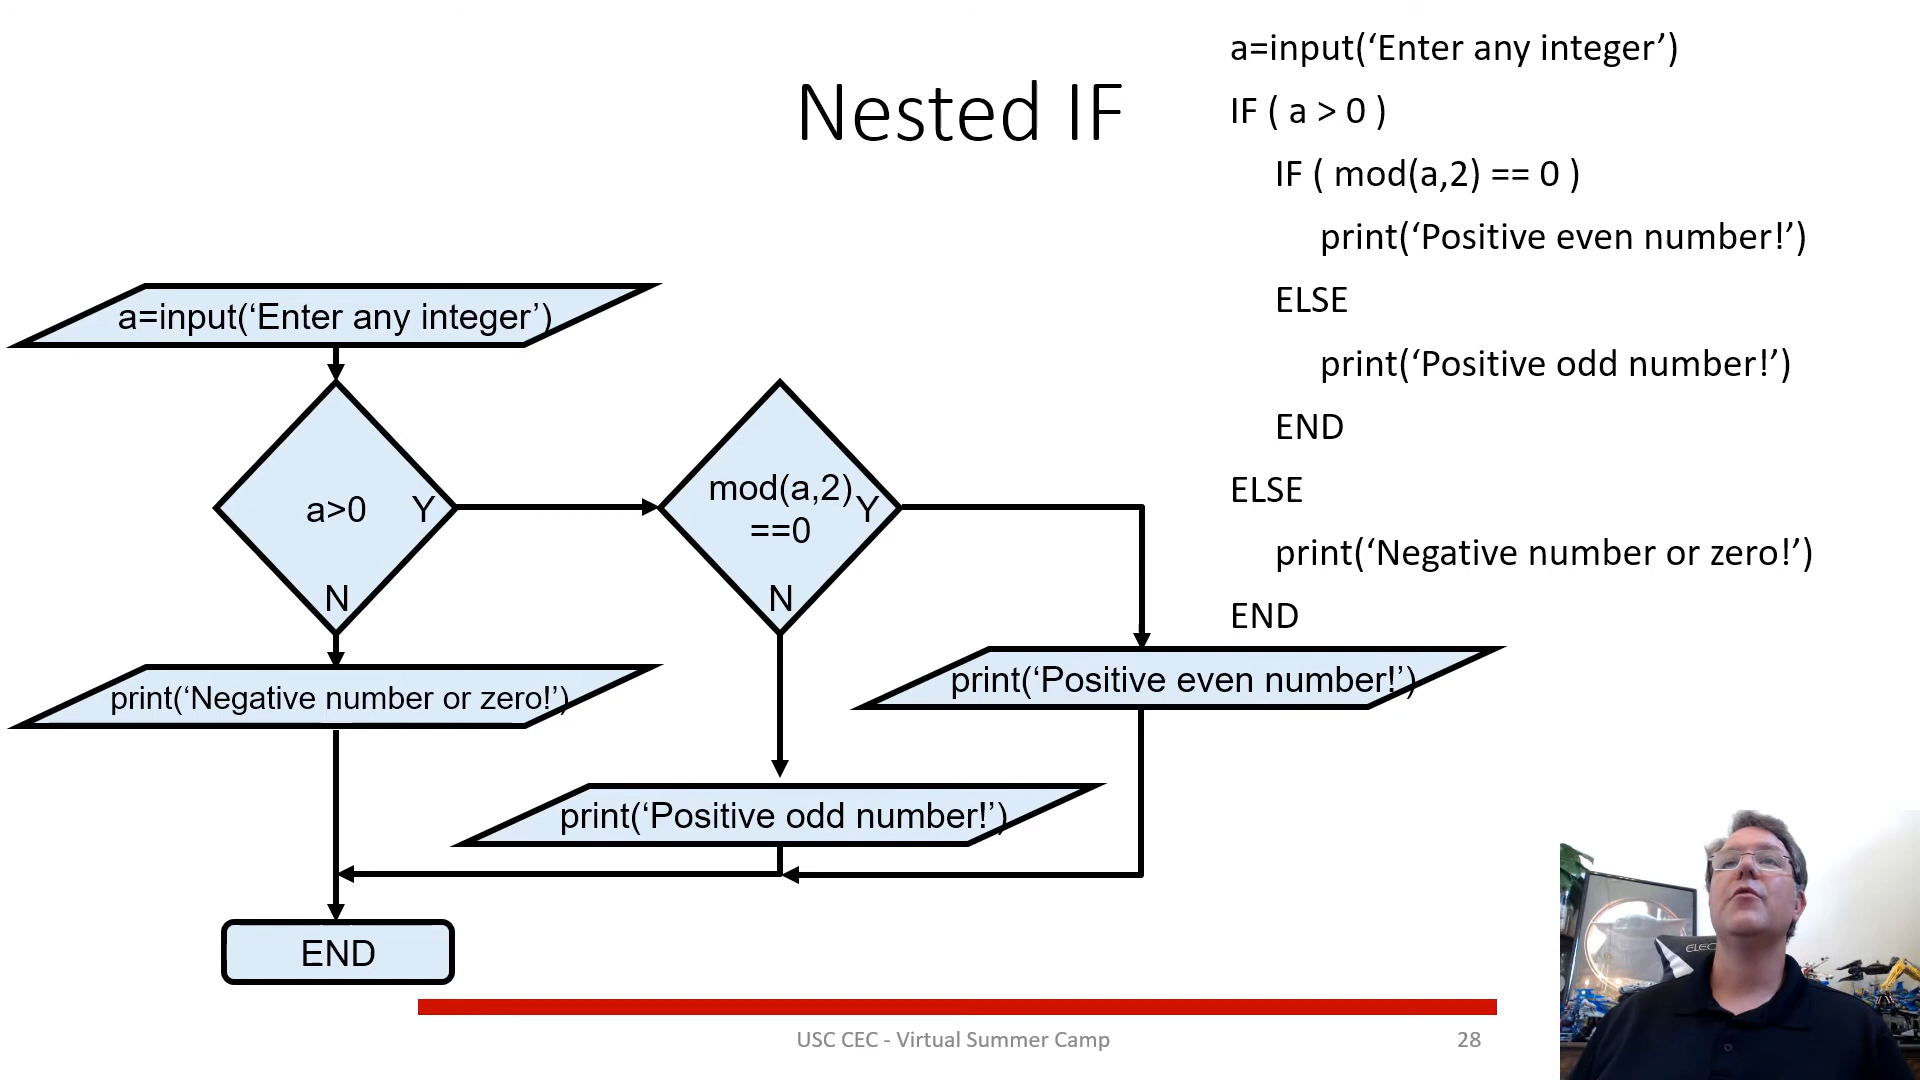 Nested IF
a=input(‘Enter any integer’)
IF ( a > 0 )
IF ( mod(a,2) == 0 )
print(‘Positive even number!’)
ELSE
print(‘Positive odd number!’)
END
ELSE
print(‘Negative number or zero!’)
END
a=input(‘Enter any integer’)
a>0
Y
N
mod(a,2)
==0
Y
N
print(‘Negative number or zero!’)
print(‘Positive even number!’)
print(‘Positive odd number!’)
END
USC CEC - Virtual Summer Camp
28